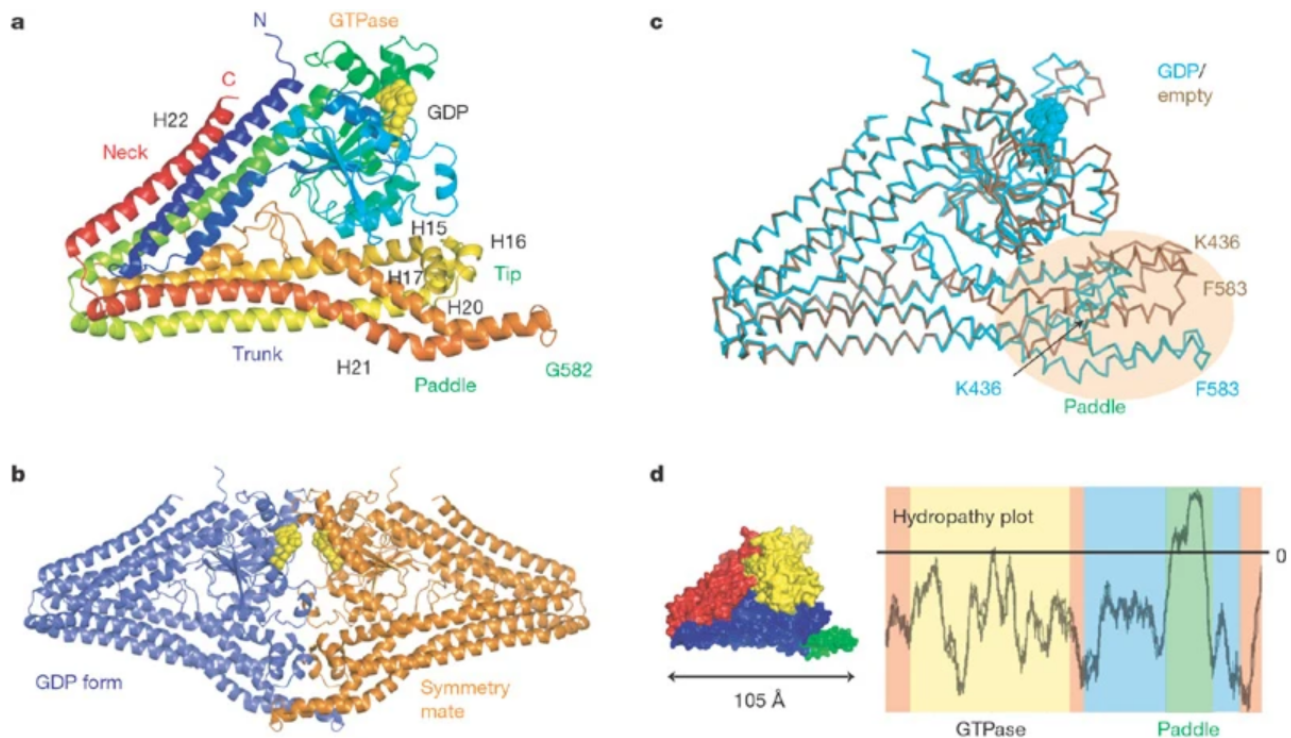 a
N
GTPase
C
H22
GDP
Neck
H15
H16
Tip
H17
H20
Trunk
H21
G582
Paddle
b
GDP form
Symmetry
mate
c
GDP/
empty
K436
F583
K436
F583
Paddle
d
Hydropathy plot
0
105 Å
GTPase
Paddle